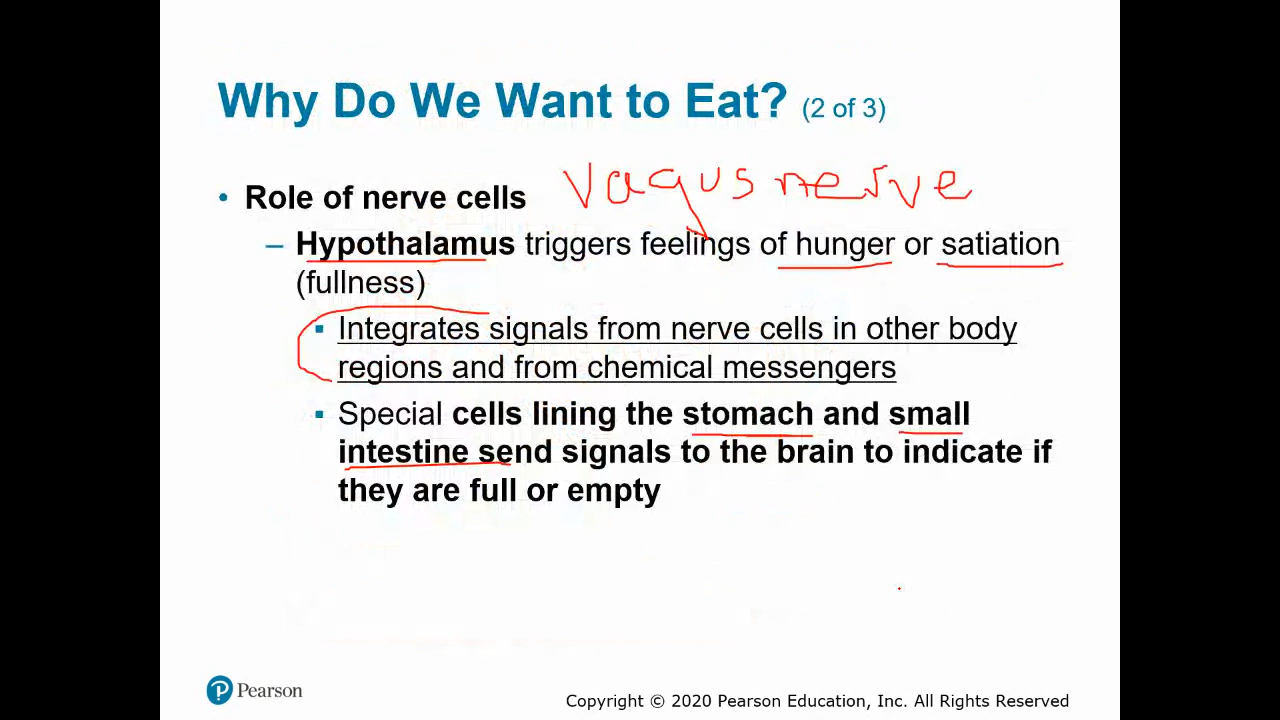 Why Do We Want to Eat? (2 of 3)
• Role of nerve cells vagus nerve
– Hypothalamus triggers feelings of hunger or satiation
(fullness)
▪ Integrates signals from nerve cells in other body
regions and from chemical messengers
▪ Special cells lining the stomach and small
intestine send signals to the brain to indicate if
they are full or empty
Pearson
Copyright © 2020 Pearson Education, Inc. All Rights Reserved